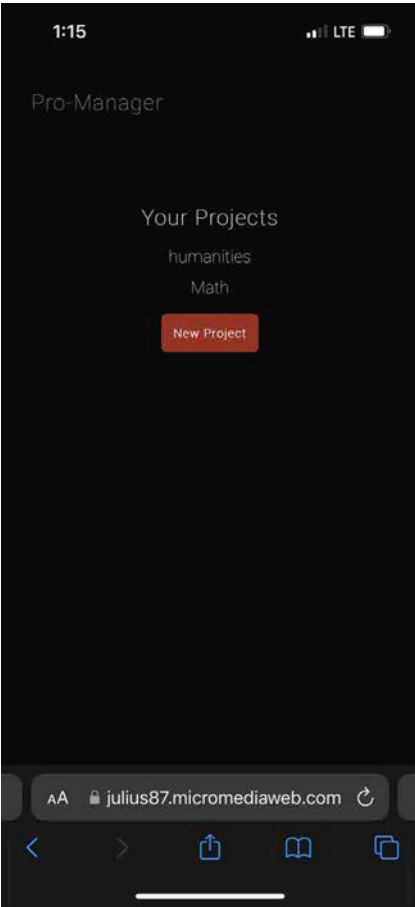 1:15 LTE
Pro-Manager
Your Projects
humanities
Math
New Project
AA julius87.micromediaweb.com